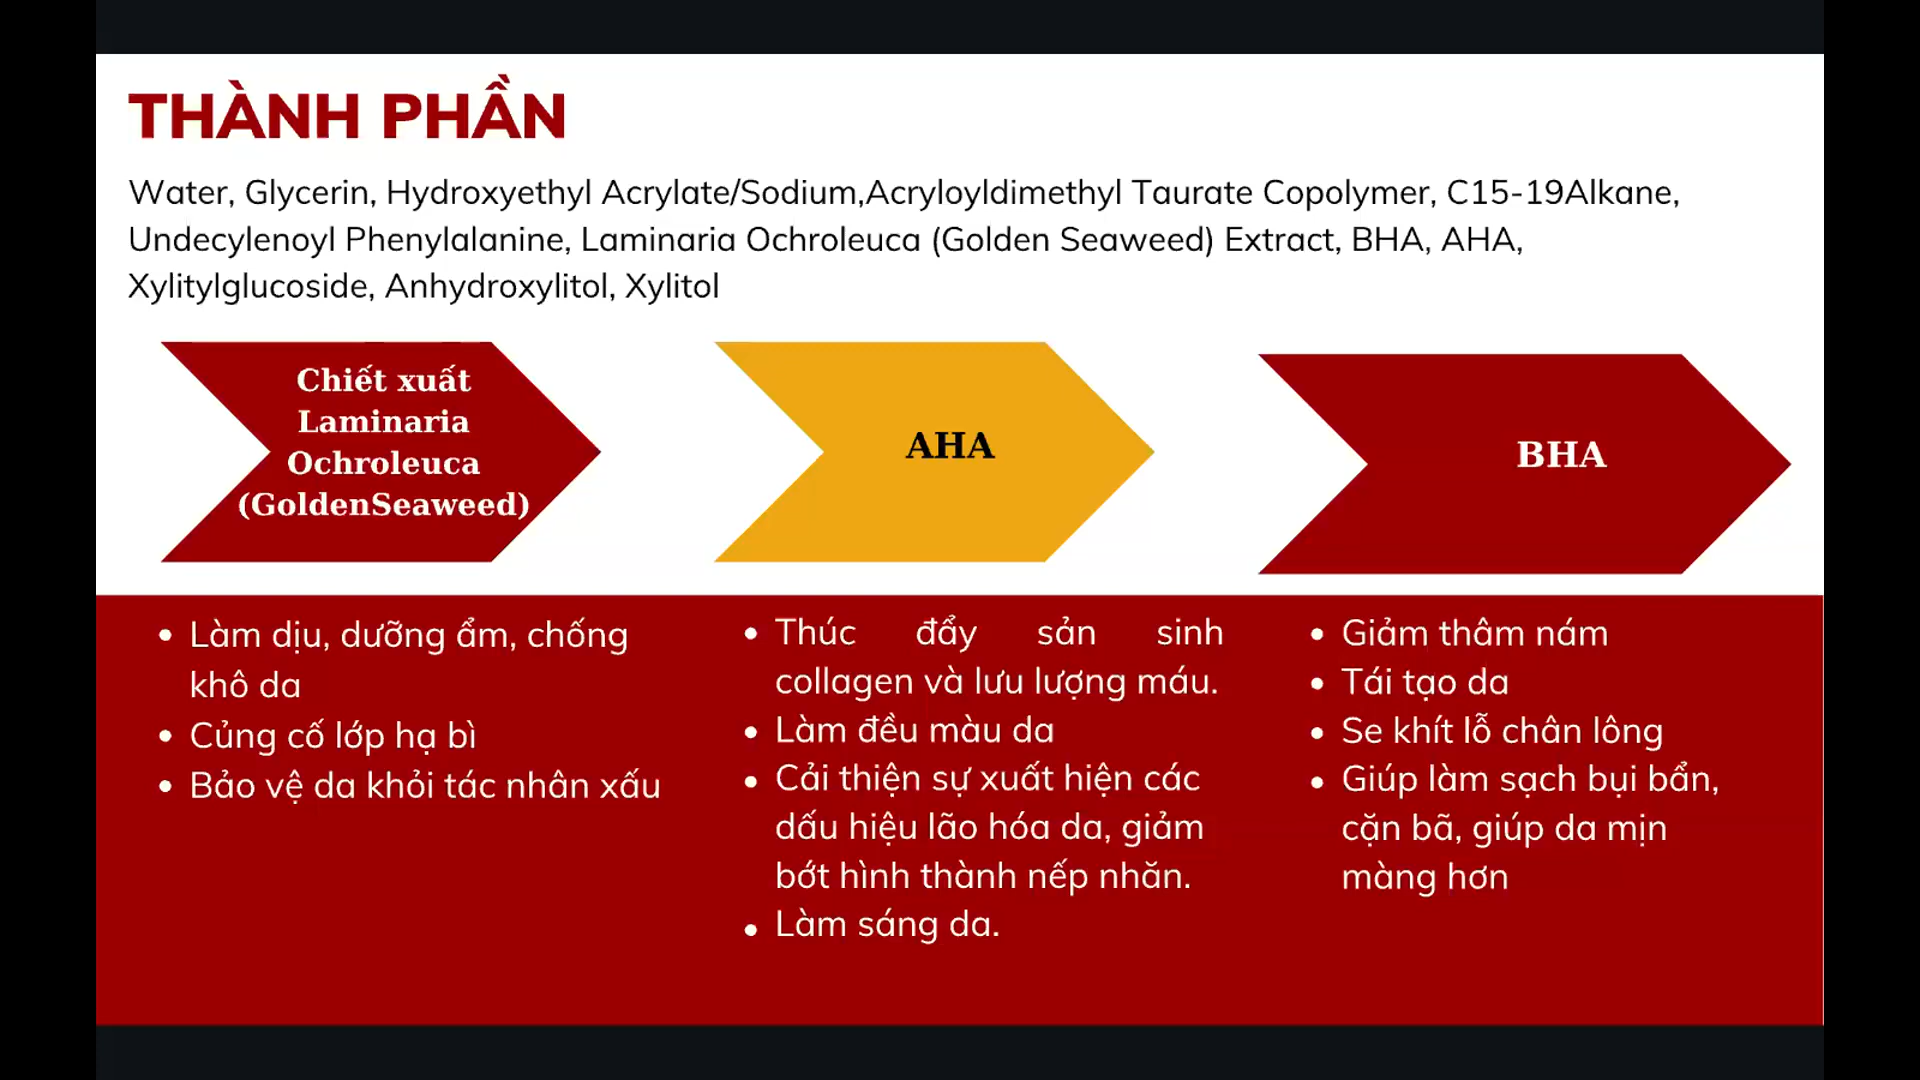 THÀNH PHẦN
Water, Glycerin, Hydroxyethyl Acrylate/Sodium,Acryloyldimethyl Taurate Copolymer, C15-19Alkane,
Undecylenoyl Phenylalanine, Laminaria Ochroleuca (Golden Seaweed) Extract, BHA, AHA,
Xylitylglucoside, Anhydroxylitol, Xylitol
Chiết xuất
Laminaria
Ochroleuca
(GoldenSeaweed)
AHA
BHA
Làm dịu, dưỡng ẩm, chống
khô da
Củng cố lớp hạ bì
Bảo vệ da khỏi tác nhân xấu
Thúc đẩy sản sinh
collagen và lưu lượng máu.
Làm đều màu da
Cải thiện sự xuất hiện các
dấu hiệu lão hóa da, giảm
bớt hình thành nếp nhăn.
Làm sáng da.
Giảm thâm nám
Tái tạo da
Se khít lỗ chân lông
Giúp làm sạch bụi bẩn,
cặn bã, giúp da mịn
màng hơn